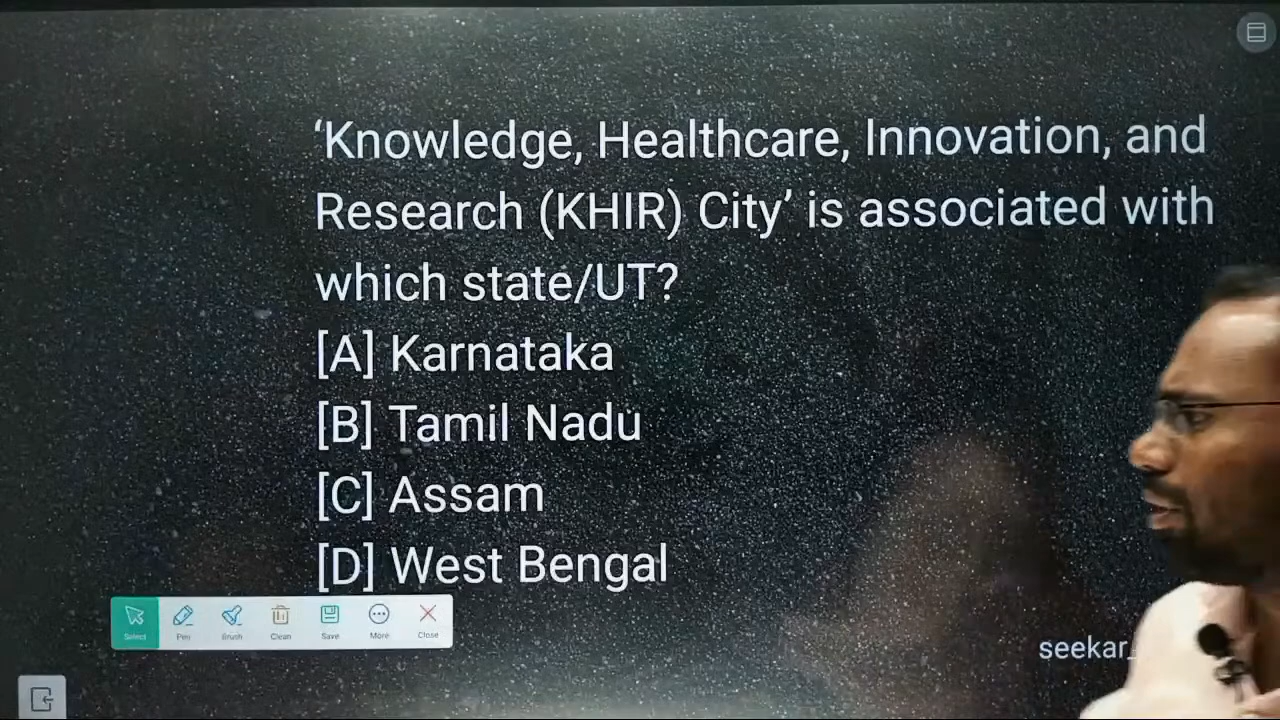 ‘Knowledge, Healthcare, Innovation, and
Research (KHIR) City’ is associated with
which state/UT?
[A] Karnataka
[B] Tamil Nadu
[C] Assam
[D] West Bengal
Select Pen Brush Clean Save More Close
seekar_